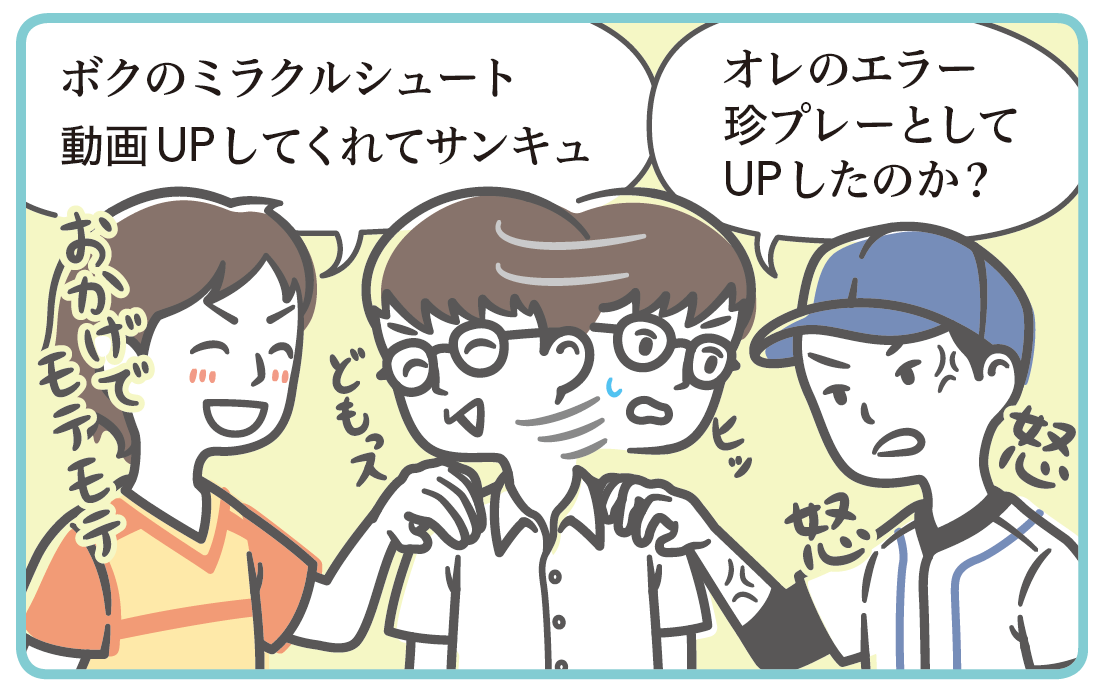 ボクのミラクルシュート
動画UPしてくれてサンキュ
オレのエラー
珍プレーとして
UPしたのか？
おかげで
モテモテ
どもっス
ヒッ
怒
怒